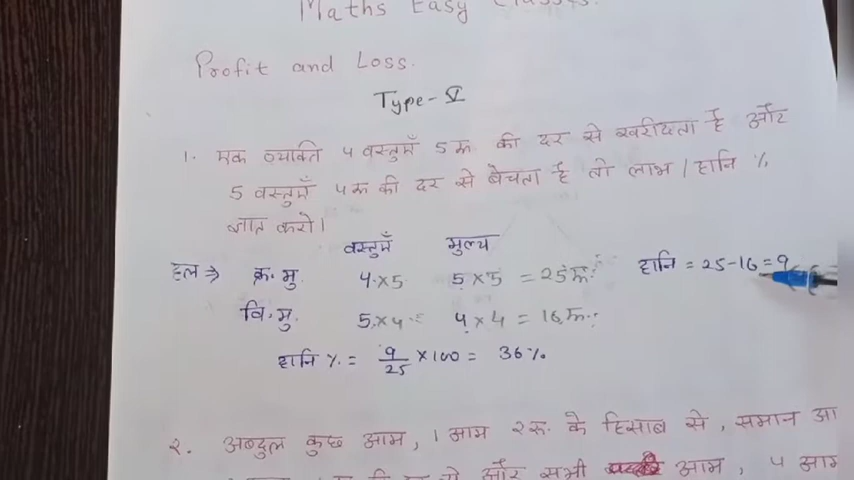 Maths Easy Classes.
Profit and Loss.
Type-V
1. एक व्यक्ति 4 वस्तुएँ 5 रू की दर से खरीदता है और
5 वस्तुएँ 4 रू की दर से बेचता है तो लाभ / हानि %
ज्ञात करो।
वस्तुएँ मुल्य
हल ⇒ क्र. मु. 4×5 5×5 = 25 रू. हानि = 25-16 = 9
वि. मु. 5×4 4×4 = 16 रू.
हानि % = 9/25 ×100 = 36 %
2. अब्दुल कुछ आम, 1 आम 2 रू. के हिसाब से, समान आ
और सभी आम, 4 आम